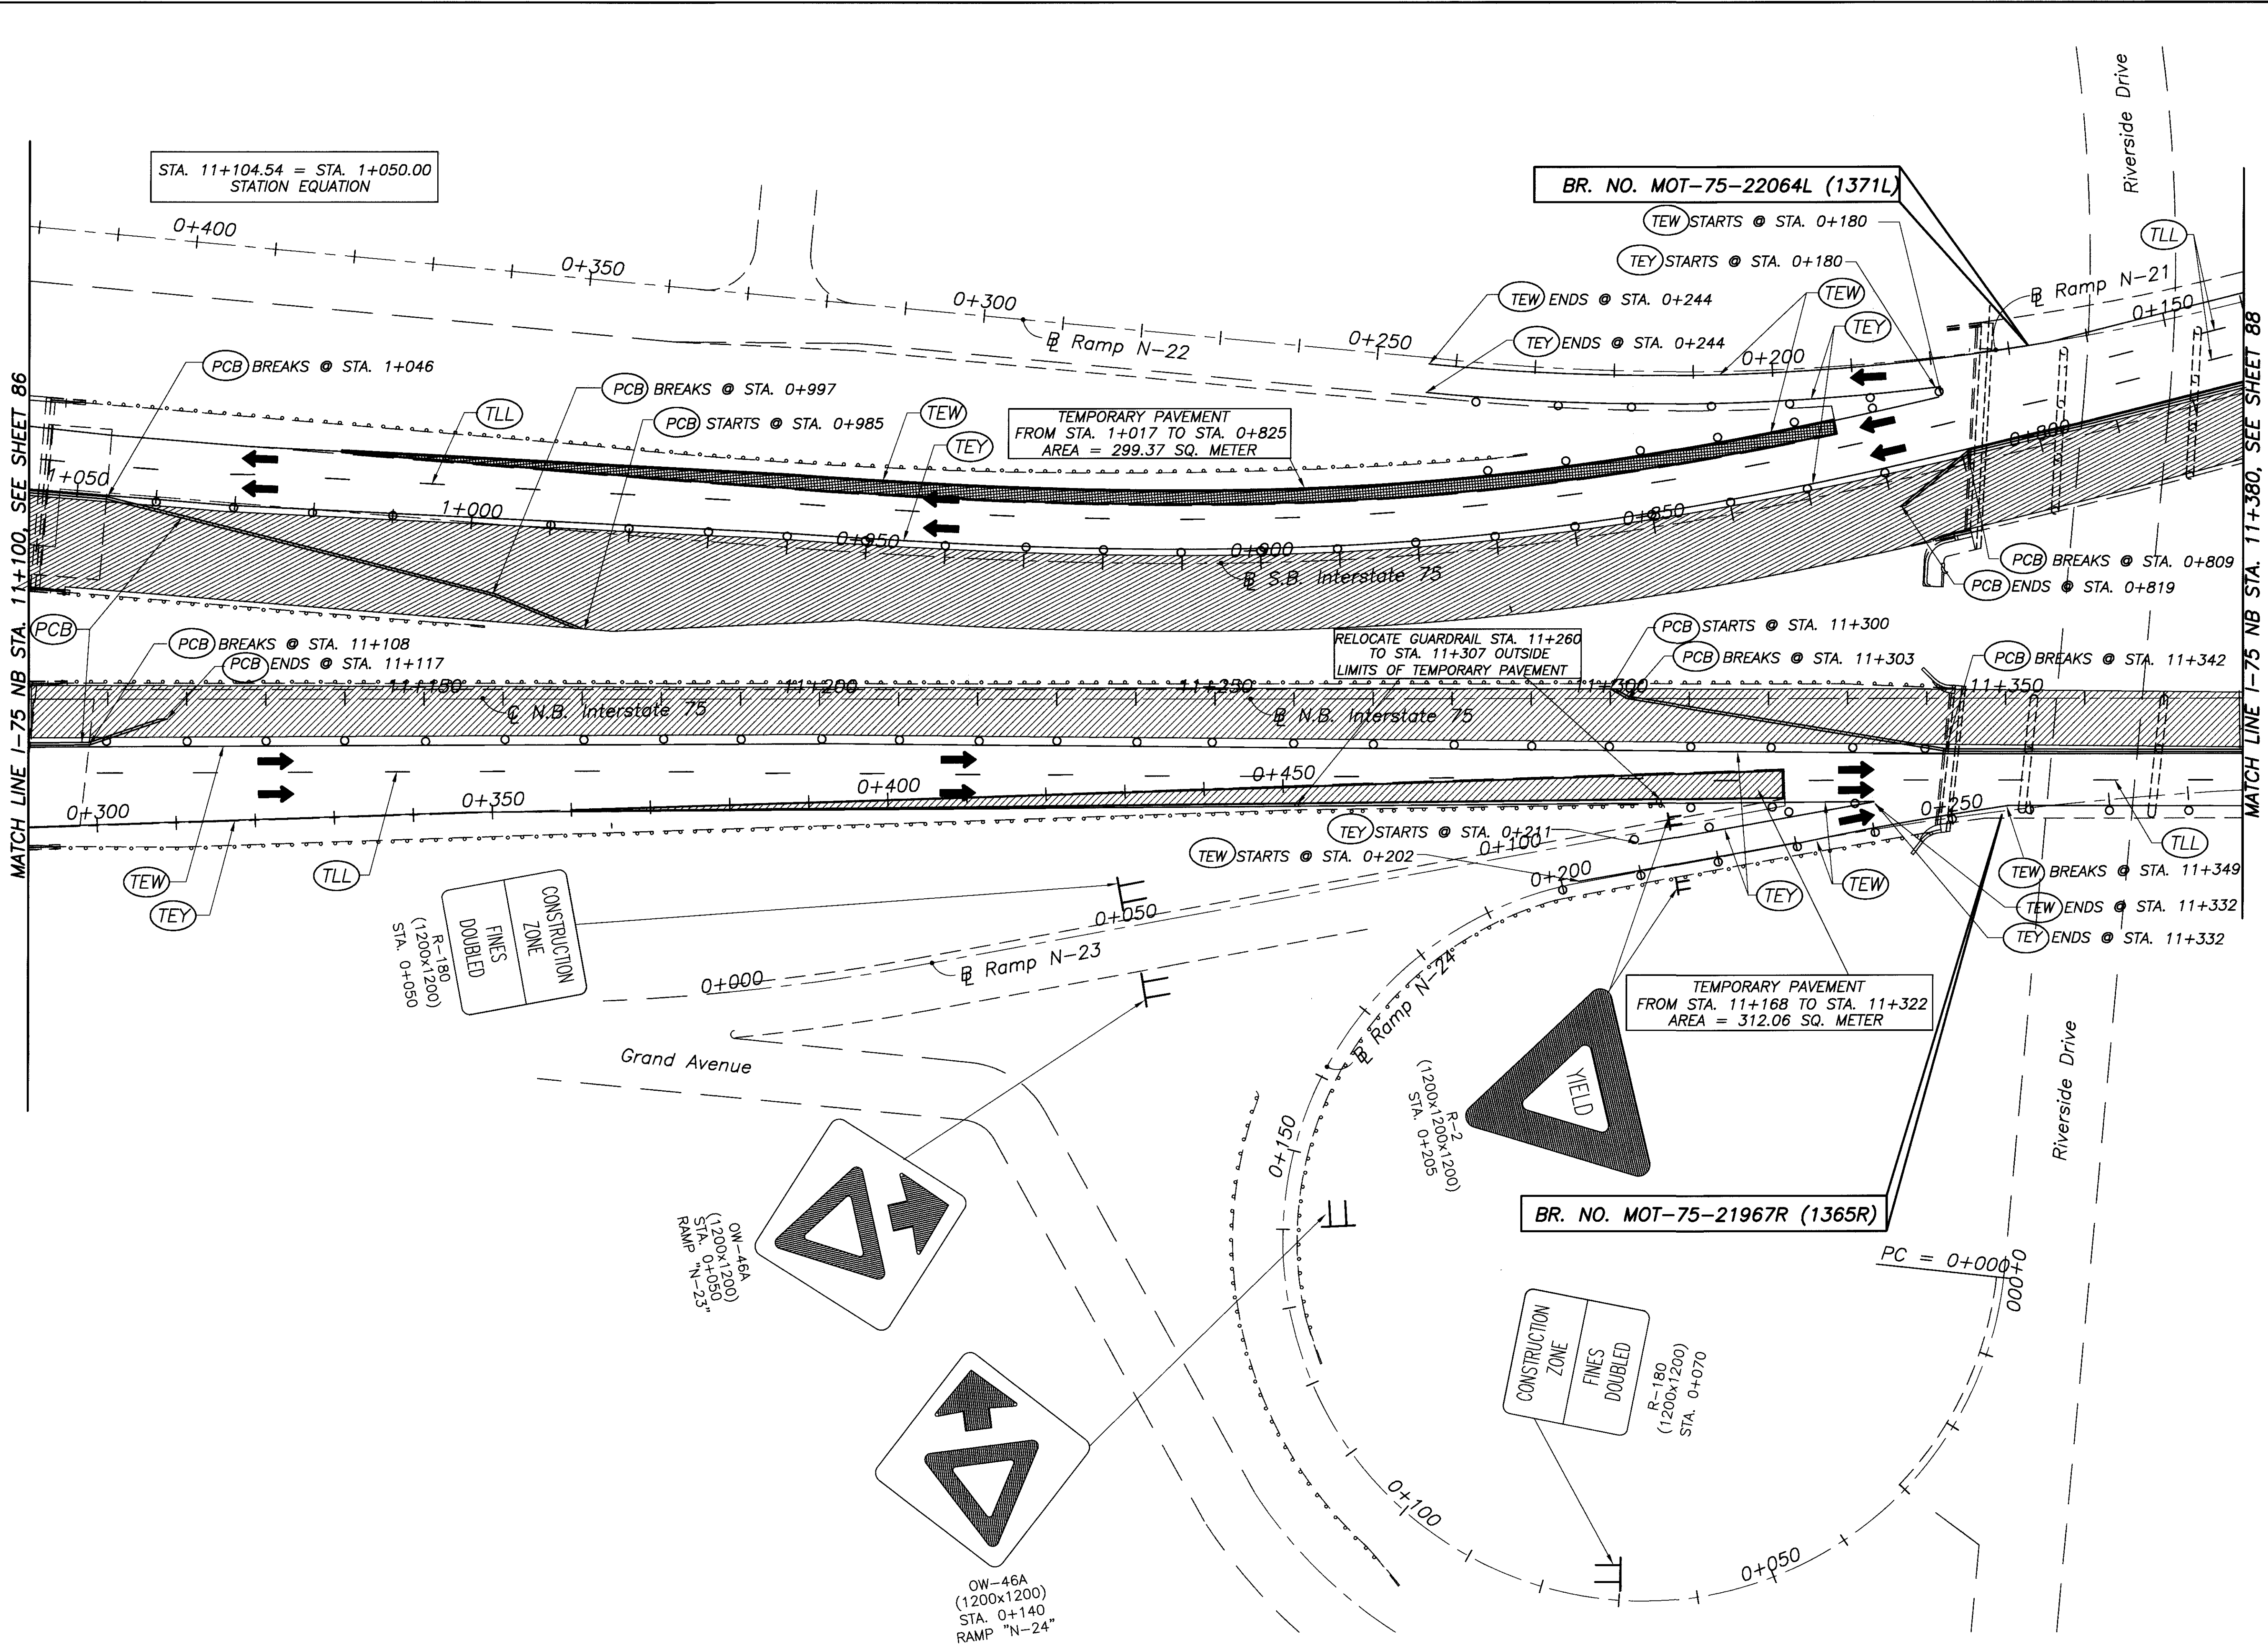 STA. 11+104.54 = STA. 1+050.00
STATION EQUATION
BR. NO. MOT-75-22064L (1371L)
Riverside Drive
TEW STARTS @ STA. 0+180
TEY STARTS @ STA. 0+180
TEW ENDS @ STA. 0+244
TEY ENDS @ STA. 0+244
TEW
TEY
TLL
BL Ramp N-21
0+150
0+400
0+350
0+300
BL Ramp N-22
0+250
0+200
MATCH LINE I-75 NB STA. 11+100, SEE SHEET 86
MATCH LINE I-75 NB STA. 11+380, SEE SHEET 88
PCB BREAKS @ STA. 1+046
PCB BREAKS @ STA. 0+997
PCB STARTS @ STA. 0+985
TLL
TEW
TEY
TEMPORARY PAVEMENT
FROM STA. 1+017 TO STA. 0+825
AREA = 299.37 SQ. METER
1+050
1+000
0+950
0+900
0+850
0+800
BL S.B. Interstate 75
PCB BREAKS @ STA. 0+809
PCB ENDS @ STA. 0+819
PCB
PCB BREAKS @ STA. 11+108
PCB ENDS @ STA. 11+117
RELOCATE GUARDRAIL STA. 11+260
TO STA. 11+307 OUTSIDE
LIMITS OF TEMPORARY PAVEMENT
PCB STARTS @ STA. 11+300
PCB BREAKS @ STA. 11+303
PCB BREAKS @ STA. 11+342
11+150
11+200
11+250
11+300
11+350
CL N.B. Interstate 75
BL N.B. Interstate 75
0+300
0+350
0+400
0+450
0+250
TEW
TEY
TLL
TEY STARTS @ STA. 0+211
TEW STARTS @ STA. 0+202
0+100
0+200
TEY
TEW
TLL
TEW BREAKS @ STA. 11+349
TEW ENDS @ STA. 11+332
TEY ENDS @ STA. 11+332
CONSTRUCTION
ZONE
FINES
DOUBLED
R-180
(1200x1200)
STA. 0+050
0+050
0+000
BL Ramp N-23
Grand Avenue
BL Ramp N-24
TEMPORARY PAVEMENT
FROM STA. 11+168 TO STA. 11+322
AREA = 312.06 SQ. METER
YIELD
R-2
(1200x1200x1200)
STA. 0+205
Riverside Drive
0+150
BR. NO. MOT-75-21967R (1365R)
OW-46A
(1200x1200)
STA. 0+050
RAMP "N-23"
PC = 0+000
0+000
CONSTRUCTION
ZONE
FINES
DOUBLED
R-180
(1200x1200)
STA. 0+070
0+100
0+050
OW-46A
(1200x1200)
STA. 0+140
RAMP "N-24"